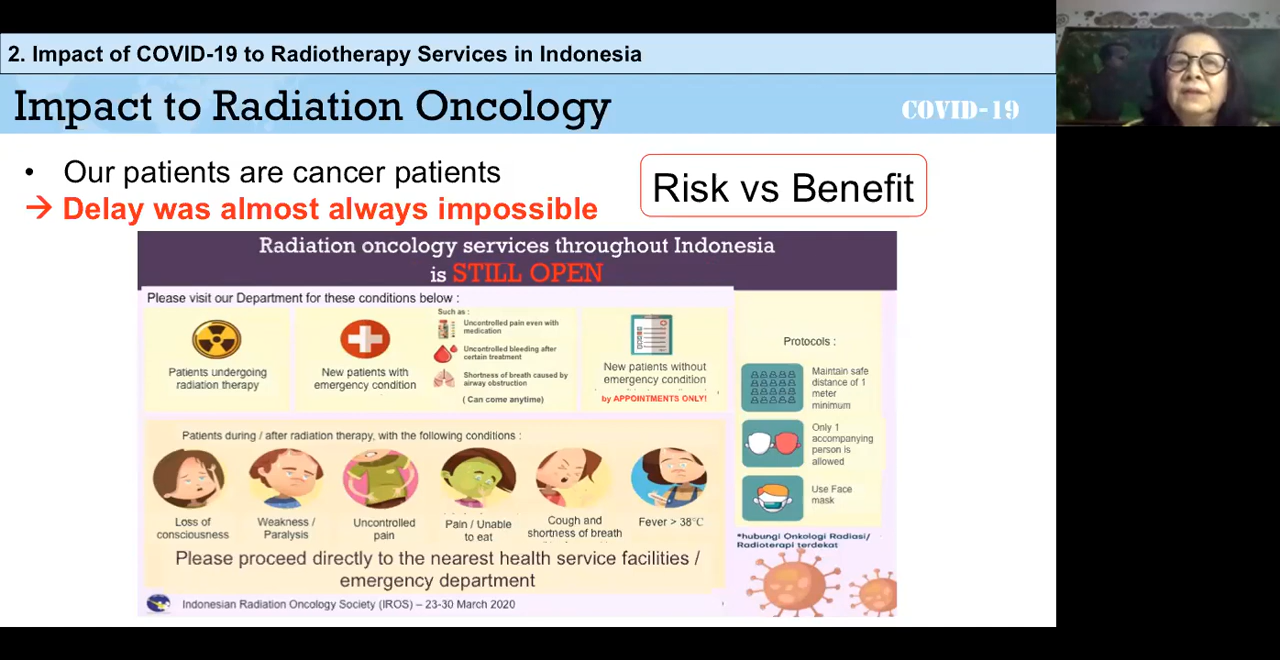 2. Impact of COVID-19 to Radiotherapy Services in Indonesia
Impact to Radiation Oncology
COVID-19
• Our patients are cancer patients
→ Delay was almost always impossible
Risk vs Benefit
Radiation oncology services throughout Indonesia
is STILL OPEN
Please visit our Department for these conditions below :
Patients undergoing
radiation therapy
New patients with
emergency condition
Such as :
Uncontrolled pain even with
medication
Uncontrolled bleeding after
certain treatment
Shortness of breath caused by
airway obstruction
( Can come anytime)
New patients without
emergency condition
by APPOINTMENTS ONLY!
Protocols :
Maintain safe
distance of 1
meter
minimum
Only 1
accompanying
person is
allowed
Use Face
mask
Patients during / after radiation therapy, with the following conditions :
Loss of
consciousness
Weakness /
Paralysis
Uncontrolled
pain
Pain / Unable
to eat
Cough and
shortness of breath
Fever > 38°C
Please proceed directly to the nearest health service facilities /
emergency department
*hubungi Onkologi Radiasi/
Radioterapi terdekat
Indonesian Radiation Oncology Society (IROS) – 23-30 March 2020